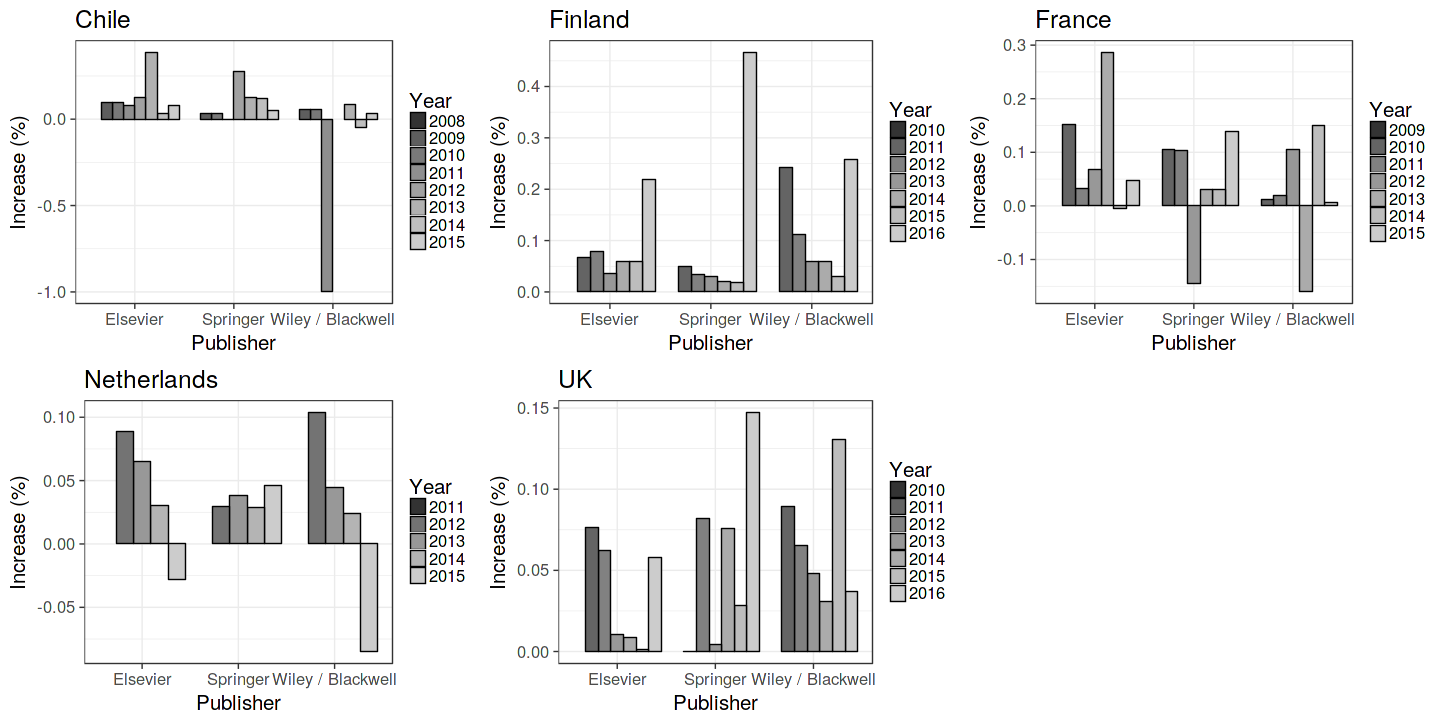 Chile
Increase (%)
0.0
-0.5
-1.0
Elsevier
Springer
Wiley / Blackwell
Publisher
Year
2008
2009
2010
2011
2012
2013
2014
2015
Finland
Increase (%)
0.4
0.3
0.2
0.1
0.0
Elsevier
Springer
Wiley / Blackwell
Publisher
Year
2010
2011
2012
2013
2014
2015
2016
France
Increase (%)
0.3
0.2
0.1
0.0
-0.1
Elsevier
Springer
Wiley / Blackwell
Publisher
Year
2009
2010
2011
2012
2013
2014
2015
Netherlands
Increase (%)
0.10
0.05
0.00
-0.05
Elsevier
Springer
Wiley / Blackwell
Publisher
Year
2011
2012
2013
2014
2015
UK
Increase (%)
0.15
0.10
0.05
0.00
Elsevier
Springer
Wiley / Blackwell
Publisher
Year
2010
2011
2012
2013
2014
2015
2016